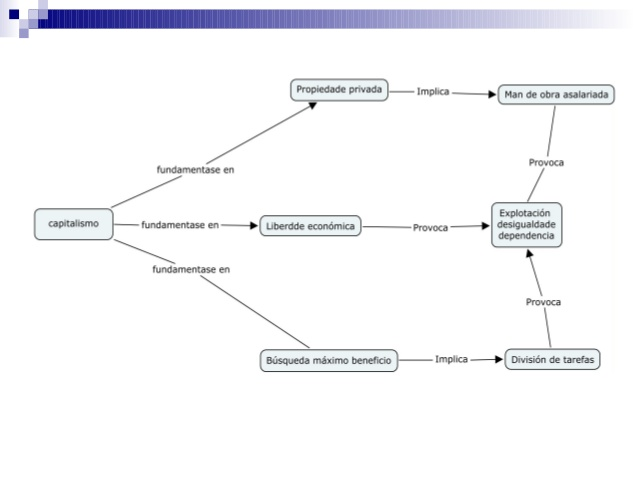 Propiedade privada
Implica
Man de obra asalariada
fundamentase en
Provoca
capitalismo
fundamentase en
Liberdde económica
Provoca
Explotación
desigualdade
dependencia
fundamentase en
Provoca
Búsqueda máximo beneficio
Implica
División de tarefas